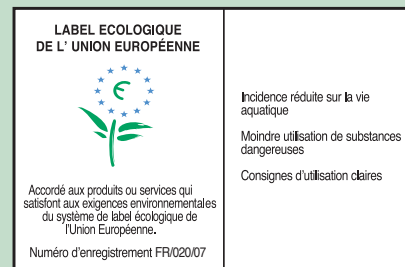 LABEL ECOLOGIQUE
DE L' UNION EUROPÉENNE
Accordé aux produits ou services qui
satisfont aux exigences environnementales
du système de label écologique de
l'Union Européenne.
Numéro d'enregistrement FR/020/07
Incidence réduite sur la vie
aquatique
Moindre utilisation de substances
dangereuses
Consignes d'utilisation claires